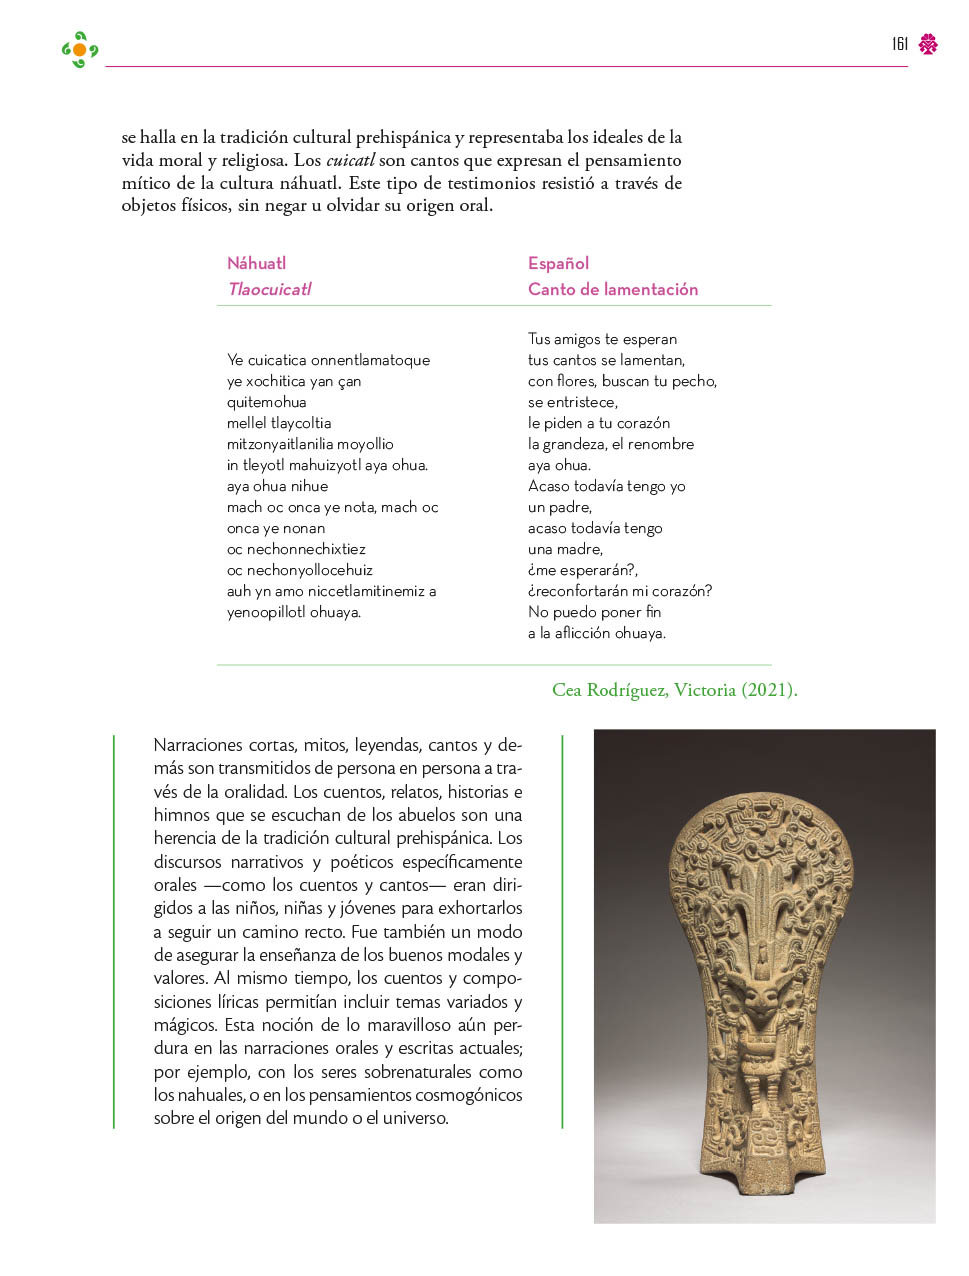 161
se halla en la tradición cultural prehispánica y representaba los ideales de la
vida moral y religiosa. Los cuicatl son cantos que expresan el pensamiento
mítico de la cultura náhuatl. Este tipo de testimonios resistió a través de
objetos físicos, sin negar u olvidar su origen oral.
Náhuatl
Tlaocuicatl
Ye cuicatica onnentlamatoque
ye xochitica yan çan
quitemohua
mellel tlaycoltia
mitzonyaitlanilia moyollio
in tleyotl mahuizyotl aya ohua.
aya ohua nihue
mach oc onca ye nota, mach oc
onca ye nonan
oc nechonnechixtiez
oc nechonyollocehuiz
auh yn amo niccetlamitinemiz a
yenoopillotl ohuaya.
Español
Canto de lamentación
Tus amigos te esperan
tus cantos se lamentan,
con flores, buscan tu pecho,
se entristece,
le piden a tu corazón
la grandeza, el renombre
aya ohua.
Acaso todavía tengo yo
un padre,
acaso todavía tengo
una madre,
¿me esperarán?,
¿reconfortarán mi corazón?
No puedo poner fin
a la aflicción ohuaya.
Cea Rodríguez, Victoria (2021).
Narraciones cortas, mitos, leyendas, cantos y de-
más son transmitidos de persona en persona a tra-
vés de la oralidad. Los cuentos, relatos, historias e
himnos que se escuchan de los abuelos son una
herencia de la tradición cultural prehispánica. Los
discursos narrativos y poéticos específicamente
orales —como los cuentos y cantos— eran diri-
gidos a las niños, niñas y jóvenes para exhortarlos
a seguir un camino recto. Fue también un modo
de asegurar la enseñanza de los buenos modales y
valores. Al mismo tiempo, los cuentos y compo-
siciones líricas permitían incluir temas variados y
mágicos. Esta noción de lo maravilloso aún per-
dura en las narraciones orales y escritas actuales;
por ejemplo, con los seres sobrenaturales como
los nahuales, o en los pensamientos cosmogónicos
sobre el origen del mundo o el universo.